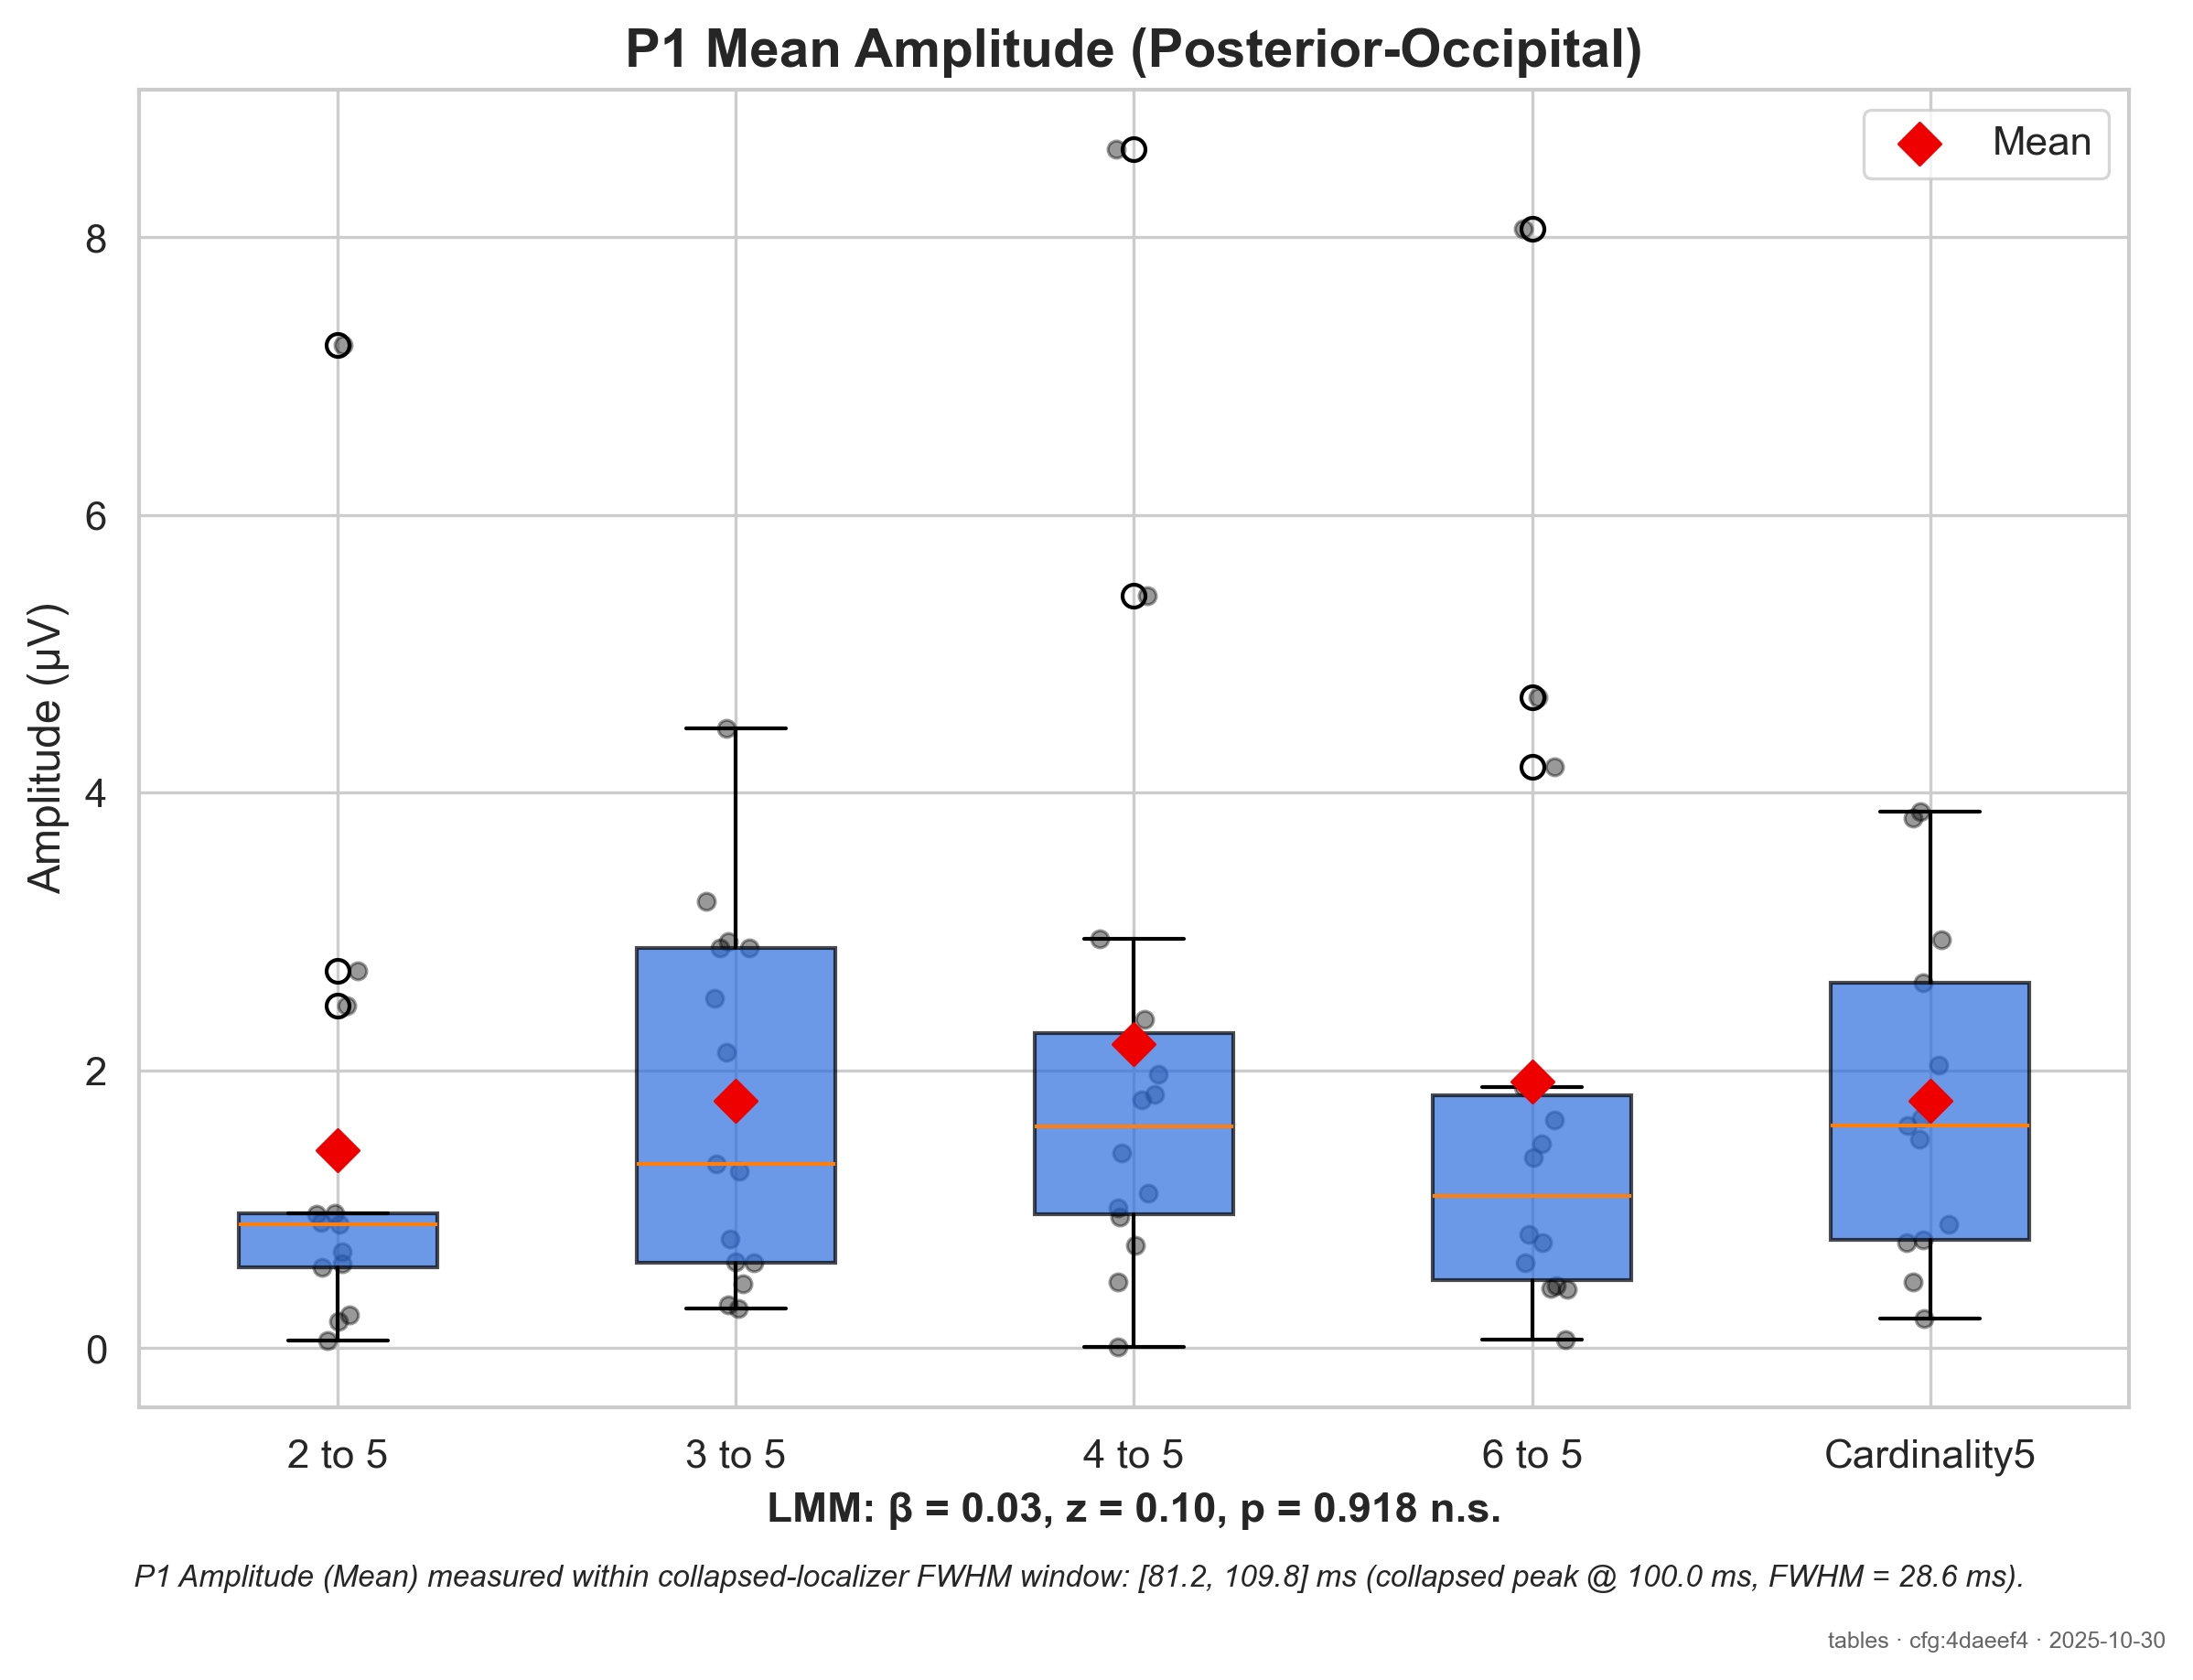 P1 Mean Amplitude (Posterior-Occipital)
Mean
Amplitude (µV)
8
6
4
2
0
2 to 5
3 to 5
4 to 5
6 to 5
Cardinality5
LMM: β = 0.03, z = 0.10, p = 0.918 n.s.
P1 Amplitude (Mean) measured within collapsed-localizer FWHM window: [81.2, 109.8] ms (collapsed peak @ 100.0 ms, FWHM = 28.6 ms).
tables · cfg:4daeef4 · 2025-10-30